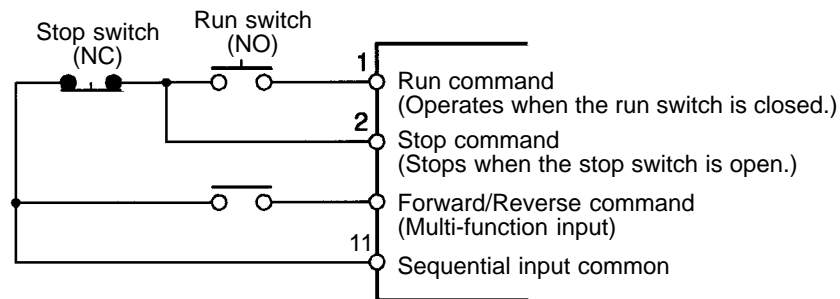 Stop switch
(NC)
Run switch
(NO)
1
Run command
(Operates when the run switch is closed.)
2
Stop command
(Stops when the stop switch is open.)
Forward/Reverse command
(Multi-function input)
11
Sequential input common